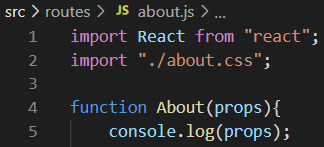 src > routes > JS about.js > ...
1 import React from "react";
2 import "./about.css";
3
4 function About(props){
5     console.log(props);